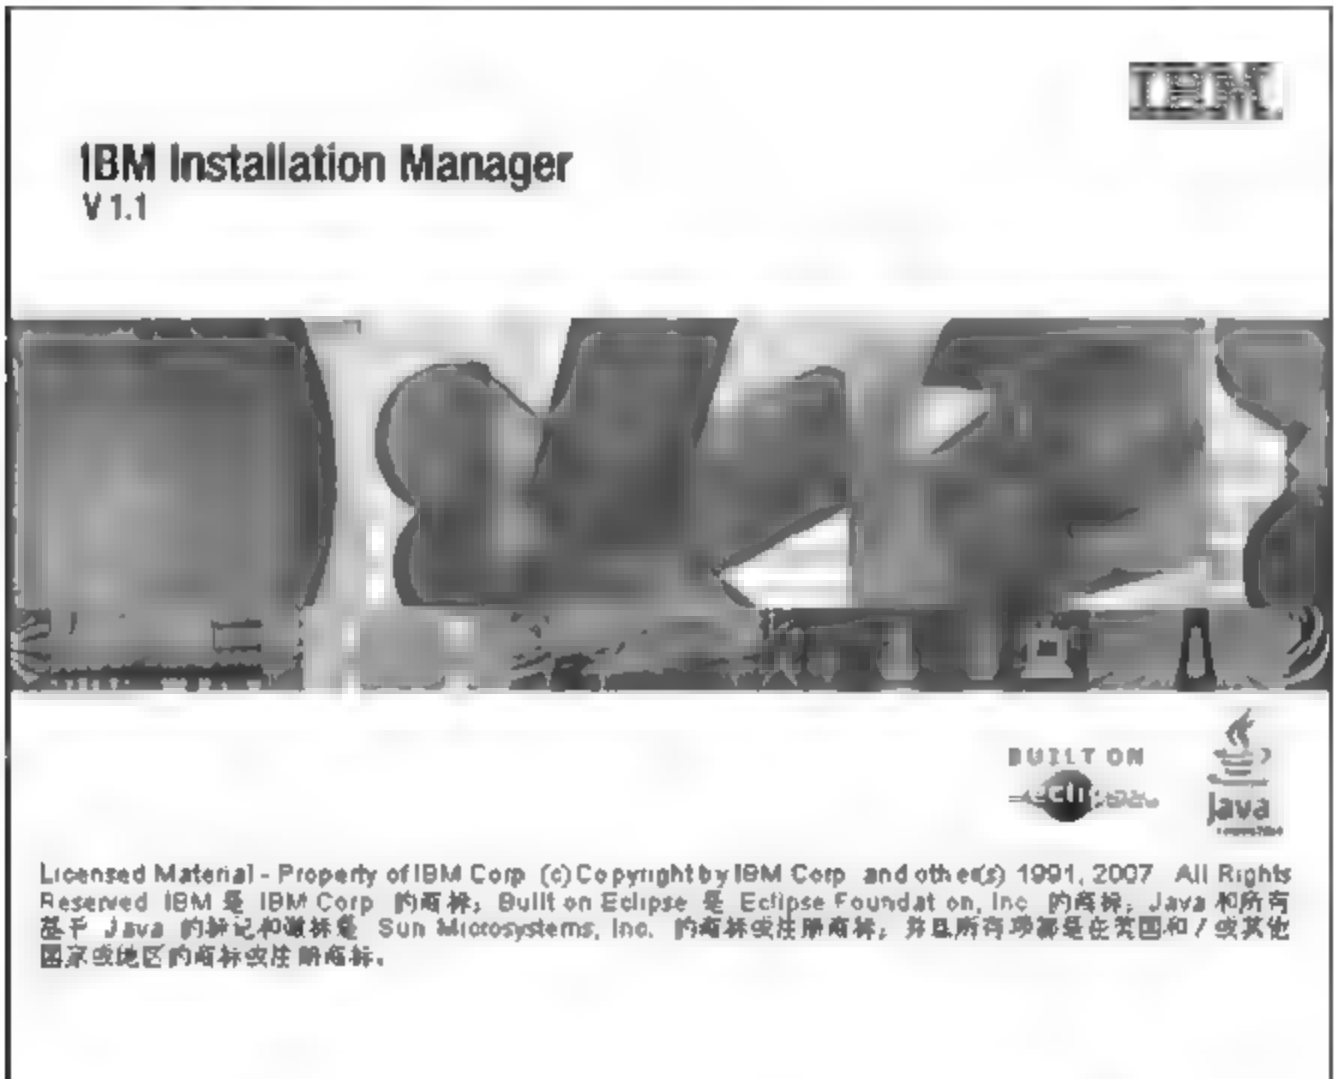 IBM
IBM Installation Manager
V 1.1
BUILT ON
eclipse
Java
Licensed Material - Property of IBM Corp (c) Copyright by IBM Corp and other(s) 1991, 2007 All Rights
Reserved IBM 是 IBM Corp 的商标, Built on Eclipse 是 Eclipse Foundation, Inc 的商标, Java 和所有
基于 Java 的标记和徽标是 Sun Microsystems, Inc. 的商标或注册商标, 并且所有项都是在美国和 / 或其他
国家或地区的商标或注册商标.